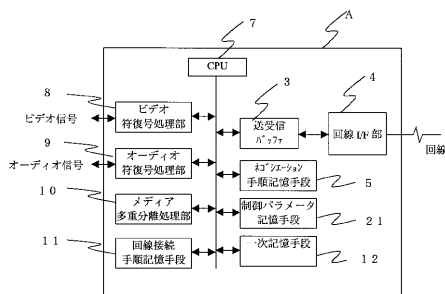 7
A
CPU
8
3
4
ビデオ
符復号処理部
ビデオ信号
送受信
バッファ
回線 I/F 部
回線
9
オーディオ
符復号処理部
オーディオ信号
ネゴシエーション
手順記憶手段
5
10
メディア
多重分離処理部
制御パラメータ
記憶手段
21
11
回線接続
手順記憶手段
一次記憶手段
12